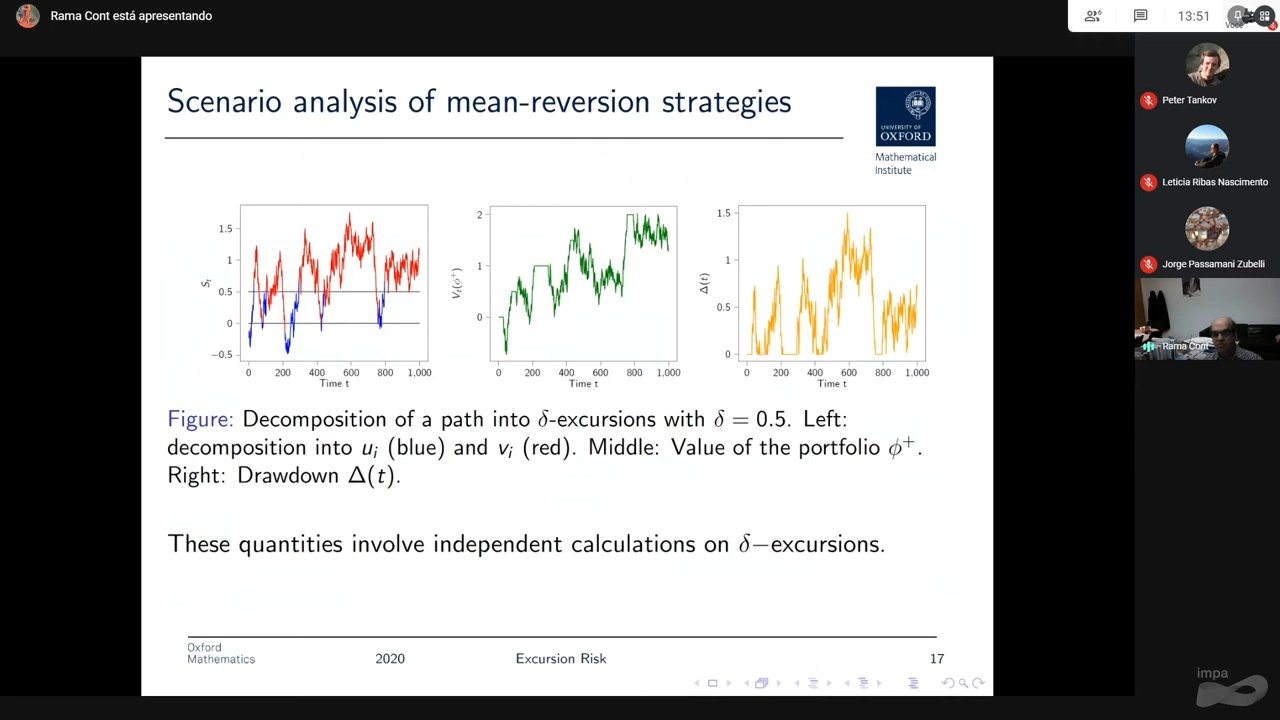 Rama Cont está apresentando
6
13:51
Você
Scenario analysis of mean-reversion strategies
UNIVERSITY OF
OXFORD
Mathematical
Institute
Peter Tankov
Leticia Ribas Nascimento
Jorge Passamani Zubelli
Rama Cont
1.5
1
0.5
0
−0.5
S_t
0 200 400 600 800 1,000
Time t
2
1
0
V_t(ϕ⁺)
0 200 400 600 800 1,000
Time t
1.5
1
0.5
0
Δ(t)
0 200 400 600 800 1,000
Time t
Figure: Decomposition of a path into δ-excursions with δ = 0.5. Left:
decomposition into u_i (blue) and v_i (red). Middle: Value of the portfolio ϕ⁺.
Right: Drawdown Δ(t).
These quantities involve independent calculations on δ−excursions.
Oxford
Mathematics
2020
Excursion Risk
17
impa